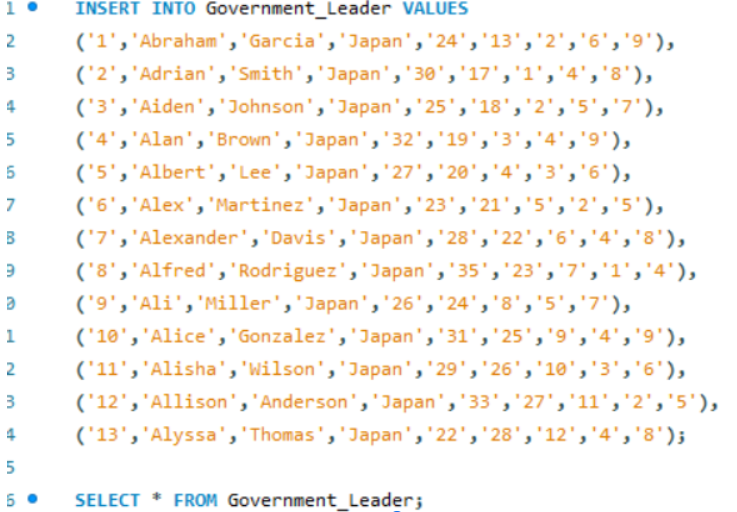 1 INSERT INTO Government_Leader VALUES
2 ('1','Abraham','Garcia','Japan','24','13','2','6','9'),
3 ('2','Adrian','Smith','Japan','30','17','1','4','8'),
4 ('3','Aiden','Johnson','Japan','25','18','2','5','7'),
5 ('4','Alan','Brown','Japan','32','19','3','4','9'),
6 ('5','Albert','Lee','Japan','27','20','4','3','6'),
7 ('6','Alex','Martinez','Japan','23','21','5','2','5'),
8 ('7','Alexander','Davis','Japan','28','22','6','4','8'),
9 ('8','Alfred','Rodriguez','Japan','35','23','7','1','4'),
0 ('9','Ali','Miller','Japan','26','24','8','5','7'),
1 ('10','Alice','Gonzalez','Japan','31','25','9','4','9'),
2 ('11','Alisha','Wilson','Japan','29','26','10','3','6'),
3 ('12','Allison','Anderson','Japan','33','27','11','2','5'),
4 ('13','Alyssa','Thomas','Japan','22','28','12','4','8');
5
6 SELECT * FROM Government_Leader;